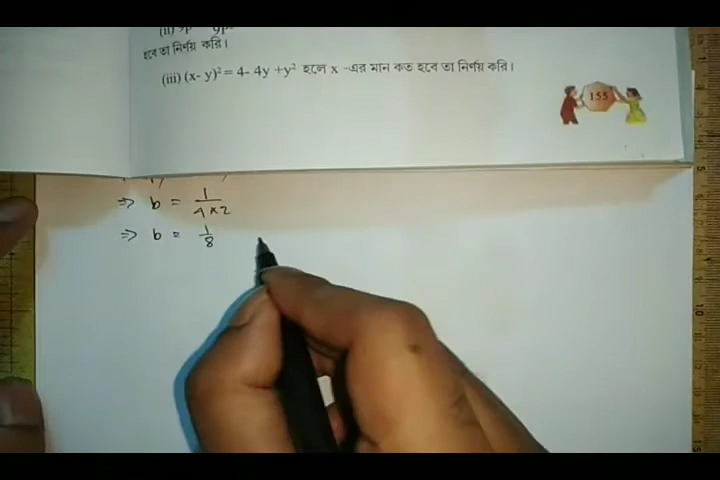 হবে তা নির্ণয় করি।
(iii) (x- y)² = 4- 4y +y² হলে x -এর মান কত হবে তা নির্ণয় করি।
155
⇒ b = 1/4×2
⇒ b = 1/8